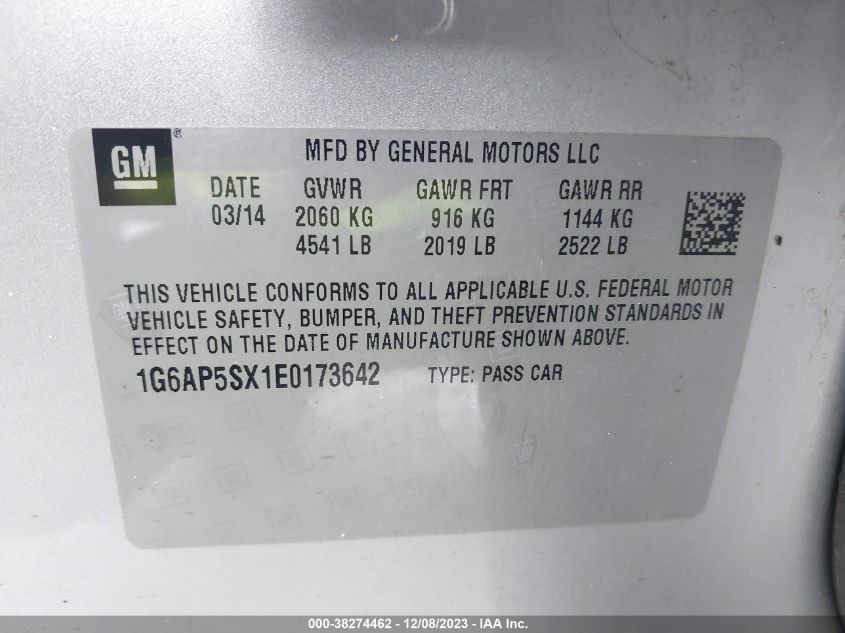 GM ®
MFD BY GENERAL MOTORS LLC
DATE GVWR GAWR FRT GAWR RR
03/14 2060 KG 916 KG 1144 KG
4541 LB 2019 LB 2522 LB
THIS VEHICLE CONFORMS TO ALL APPLICABLE U.S. FEDERAL MOTOR
VEHICLE SAFETY, BUMPER, AND THEFT PREVENTION STANDARDS IN
EFFECT ON THE DATE OF MANUFACTURE SHOWN ABOVE.
1G6AP5SX1E0173642 TYPE: PASS CAR
000-38274462 - 12/08/2023 - IAA Inc.